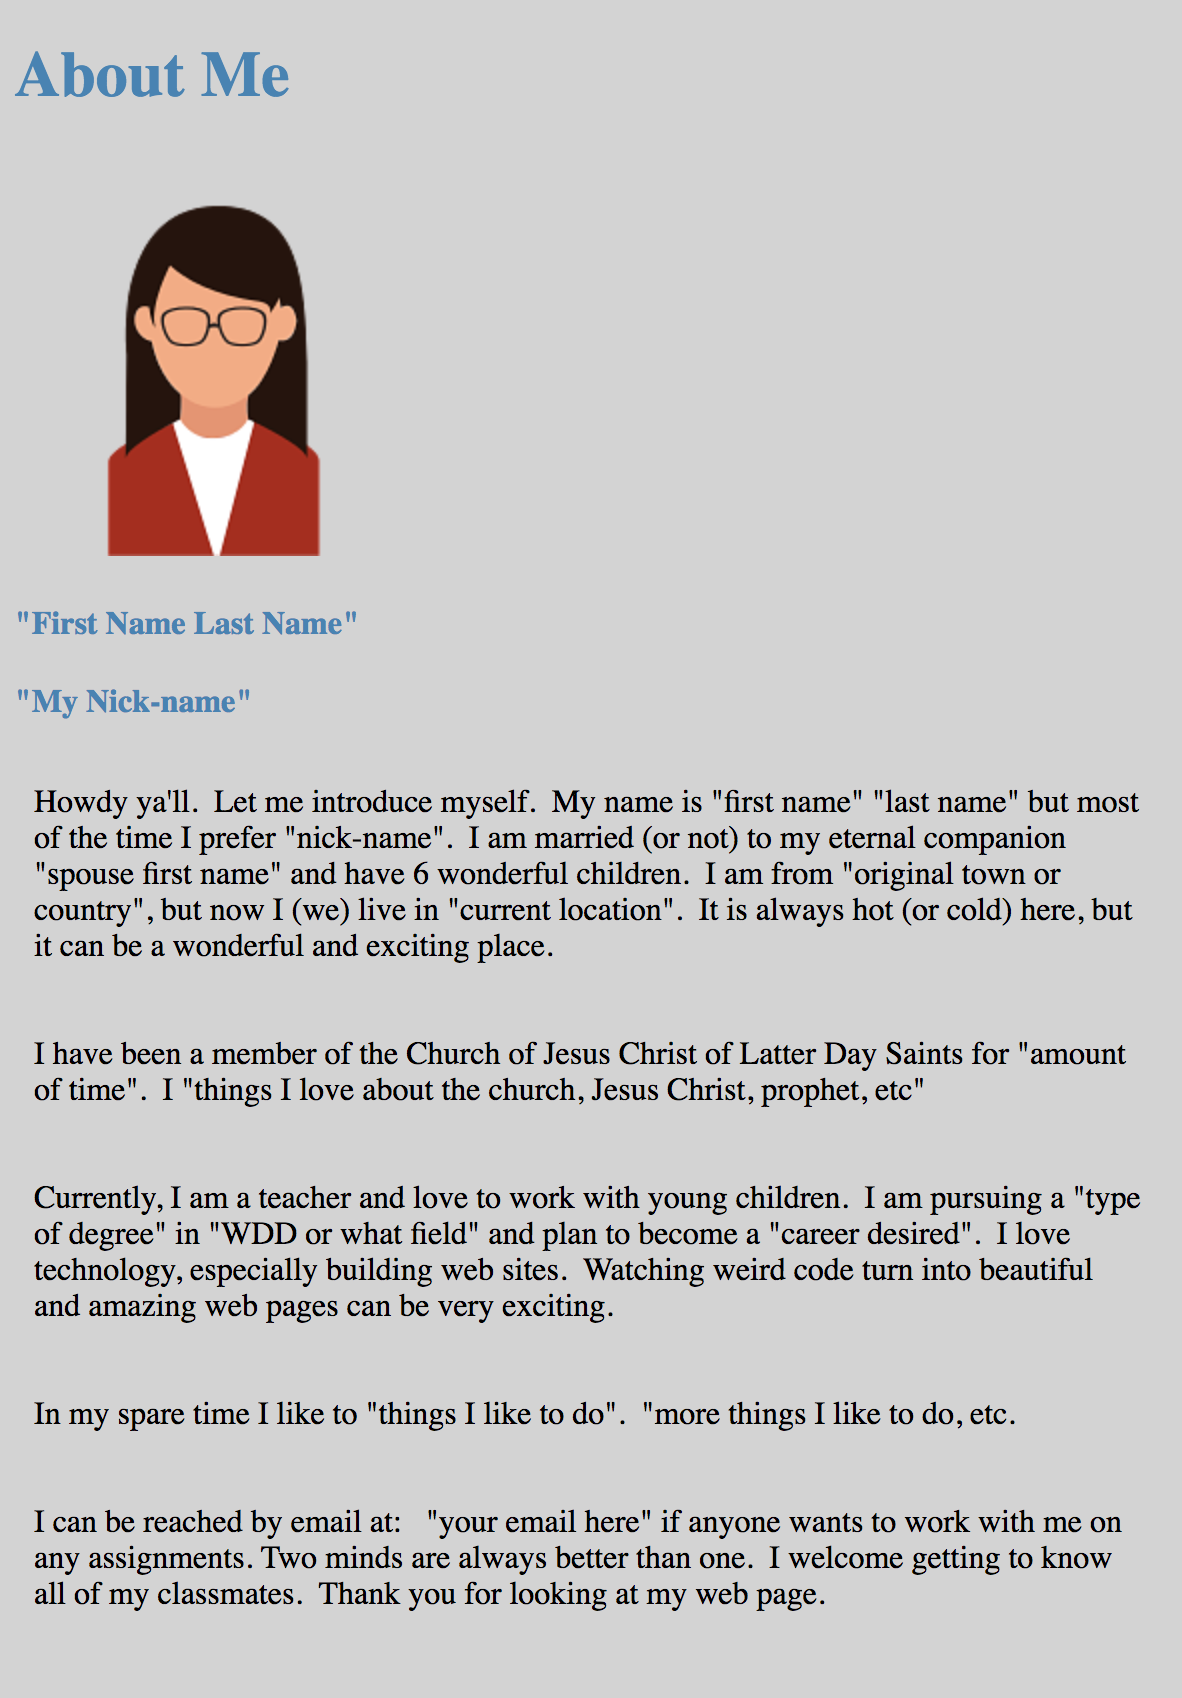 About Me
"First Name Last Name"
"My Nick-name"
Howdy ya'll.  Let me introduce myself.  My name is "first name" "last name" but most
of the time I prefer "nick-name".  I am married (or not) to my eternal companion
"spouse first name" and have 6 wonderful children.  I am from "original town or
country", but now I (we) live in "current location".  It is always hot (or cold) here, but
it can be a wonderful and exciting place.
I have been a member of the Church of Jesus Christ of Latter Day Saints for "amount
of time".  I "things I love about the church, Jesus Christ, prophet, etc"
Currently, I am a teacher and love to work with young children.  I am pursuing a "type
of degree" in "WDD or what field" and plan to become a "career desired".  I love
technology, especially building web sites.  Watching weird code turn into beautiful
and amazing web pages can be very exciting.
In my spare time I like to "things I like to do".  "more things I like to do, etc.
I can be reached by email at:   "your email here" if anyone wants to work with me on
any assignments. Two minds are always better than one.  I welcome getting to know
all of my classmates.  Thank you for looking at my web page.